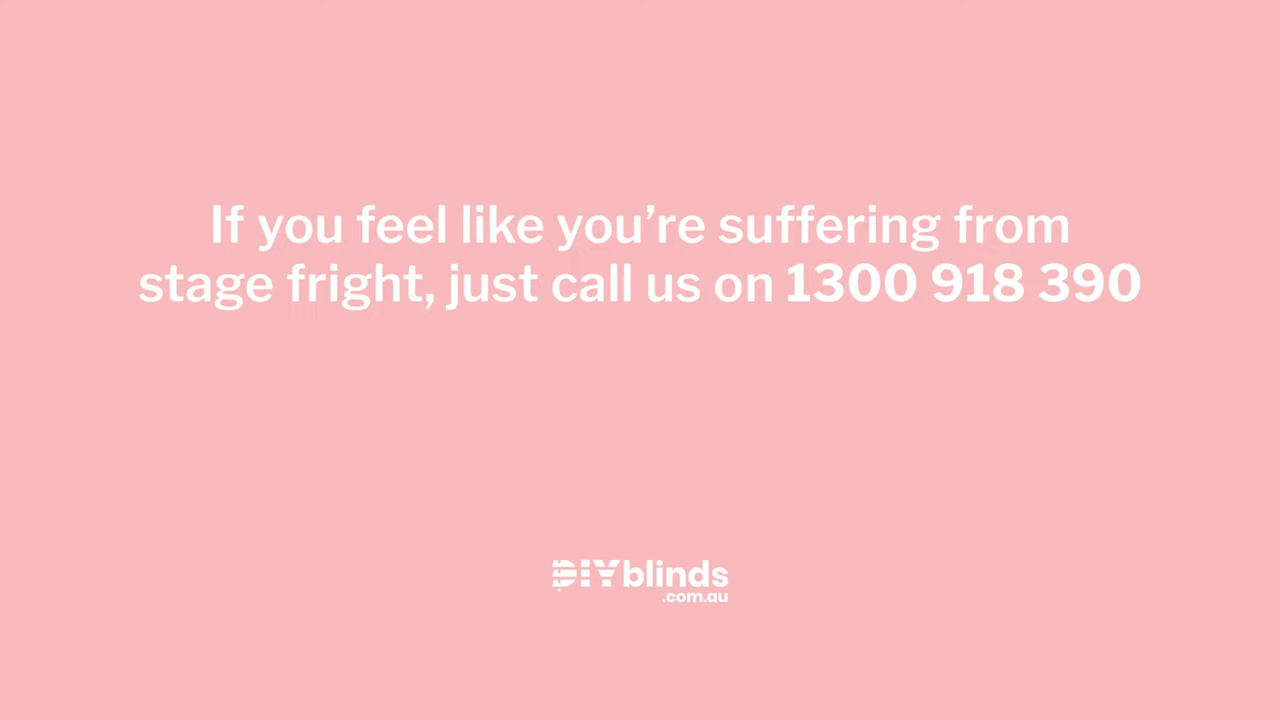 If you feel like you’re suffering from
stage fright, just call us on 1300 918 390
DIYblinds
.com.au